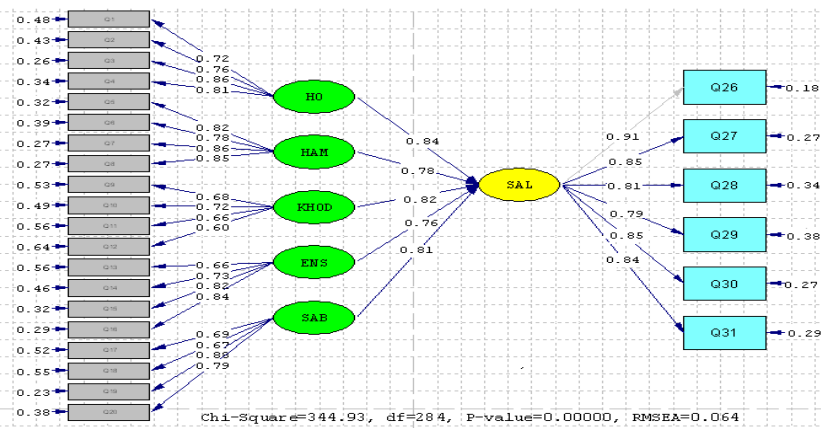 0.48 Q1
0.43 Q2
0.26 Q3
0.34 Q4
0.32 Q5
0.39 Q6
0.27 Q7
0.27 Q8
0.53 Q9
0.49 Q10
0.56 Q11
0.64 Q12
0.56 Q13
0.46 Q14
0.32 Q15
0.29 Q16
0.52 Q17
0.55 Q18
0.23 Q19
0.38 Q20
0.72
0.76
0.86
0.81
0.82
0.78
0.86
0.85
0.68
0.72
0.66
0.60
0.66
0.73
0.82
0.84
0.69
0.67
0.88
0.79
HO
HAM
KHOD
ENS
SAB
0.84
0.78
0.82
0.76
0.81
SAL
0.91
0.85
0.81
0.79
0.85
0.84
Q26 0.18
Q27 0.27
Q28 0.34
Q29 0.38
Q30 0.27
Q31 0.29
Chi-Square=344.93, df=284, P-value=0.00000, RMSEA=0.064